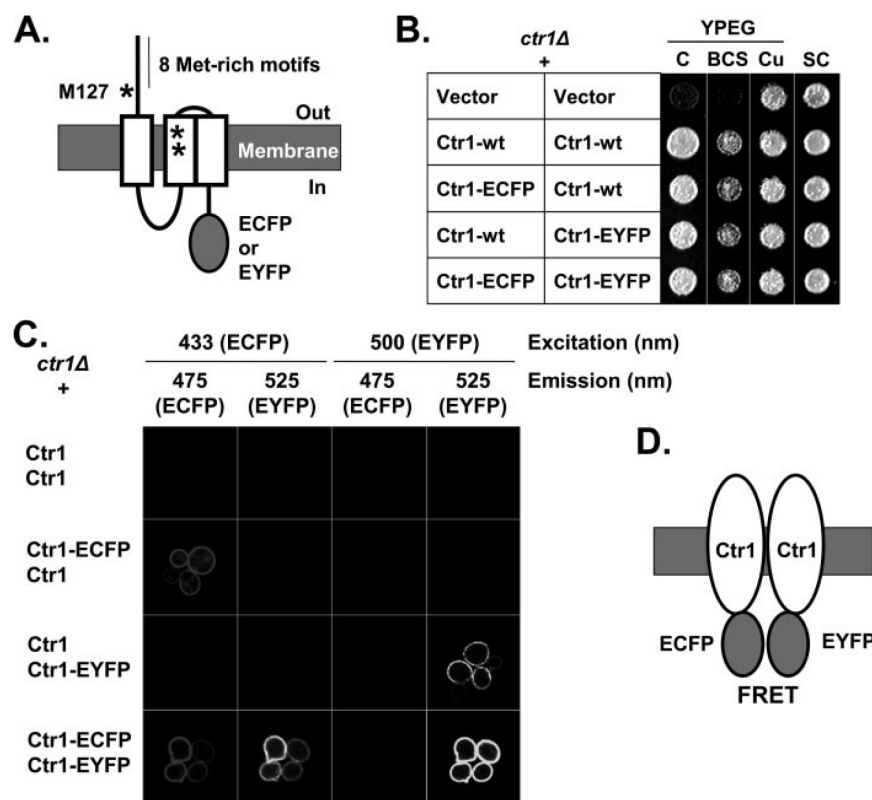 A.
8 Met-rich motifs
M127 *
Out
* *
Membrane
In
ECFP
or
EYFP
B.
ctr1Δ
+
YPEG
C BCS Cu SC
Vector Vector
Ctr1-wt Ctr1-wt
Ctr1-ECFP Ctr1-wt
Ctr1-wt Ctr1-EYFP
Ctr1-ECFP Ctr1-EYFP
C.
ctr1Δ
+
433 (ECFP) 500 (EYFP) Excitation (nm)
475 525 475 525 Emission (nm)
(ECFP) (EYFP) (ECFP) (EYFP)
Ctr1
Ctr1
Ctr1-ECFP
Ctr1
Ctr1
Ctr1-EYFP
Ctr1-ECFP
Ctr1-EYFP
D.
Ctr1 Ctr1
ECFP EYFP
FRET